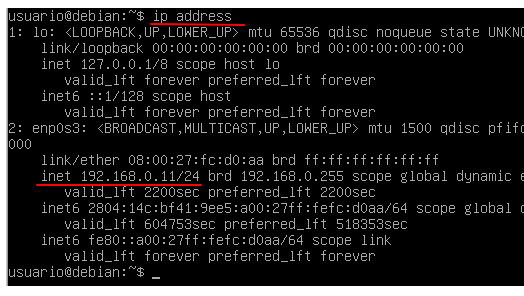 usuario@debian:~$ ip address
1: lo: <LOOPBACK,UP,LOWER_UP> mtu 65536 qdisc noqueue state UNKNO
link/loopback 00:00:00:00:00:00 brd 00:00:00:00:00:00
inet 127.0.0.1/8 scope host lo
valid_lft forever preferred_lft forever
inet6 ::1/128 scope host
valid_lft forever preferred_lft forever
2: enp0s3: <BROADCAST,MULTICAST,UP,LOWER_UP> mtu 1500 qdisc pfifo
000
link/ether 08:00:27:fc:d0:aa brd ff:ff:ff:ff:ff:ff
inet 192.168.0.11/24 brd 192.168.0.255 scope global dynamic e
valid_lft 2200sec preferred_lft 2200sec
inet6 2804:14c:bf41:9ee5:a00:27ff:fefc:d0aa/64 scope global d
valid_lft 604753sec preferred_lft 518353sec
inet6 fe80::a00:27ff:fefc:d0aa/64 scope link
valid_lft forever preferred_lft forever
usuario@debian:~$ _